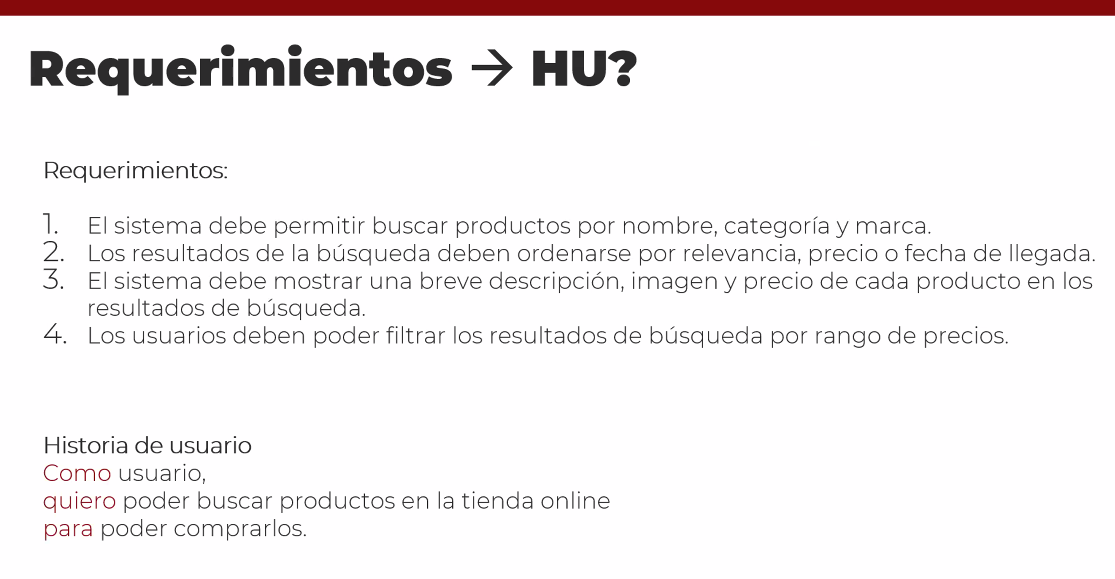 Requerimientos → HU?
Requerimientos:
1. El sistema debe permitir buscar productos por nombre, categoría y marca.
2. Los resultados de la búsqueda deben ordenarse por relevancia, precio o fecha de llegada.
3. El sistema debe mostrar una breve descripción, imagen y precio de cada producto en los
resultados de búsqueda.
4. Los usuarios deben poder filtrar los resultados de búsqueda por rango de precios.
Historia de usuario
Como usuario,
quiero poder buscar productos en la tienda online
para poder comprarlos.